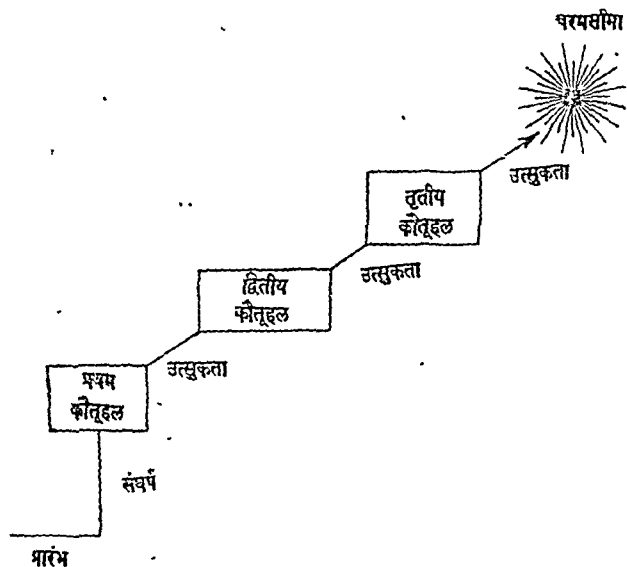 चरमसीमा
उत्सुकता
तृतीय
कौतूहल
उत्सुकता
द्वितीय
कौतूहल
उत्सुकता
प्रथम
कौतूहल
संघर्ष
प्रारंभ